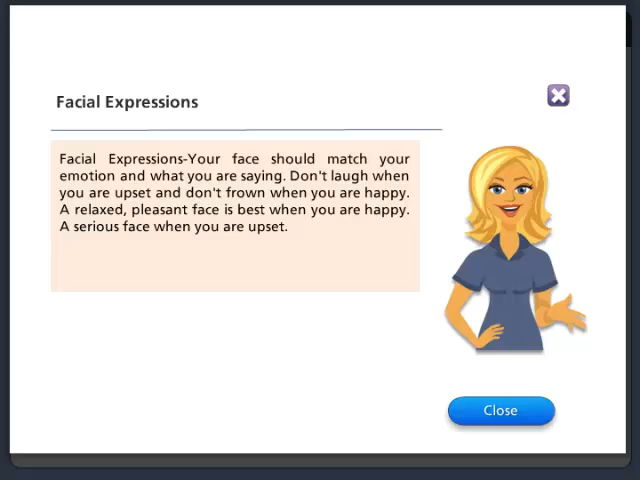 Facial Expressions
Facial Expressions-Your face should match your
emotion and what you are saying. Don't laugh when
you are upset and don't frown when you are happy.
A relaxed, pleasant face is best when you are happy.
A serious face when you are upset.
Close